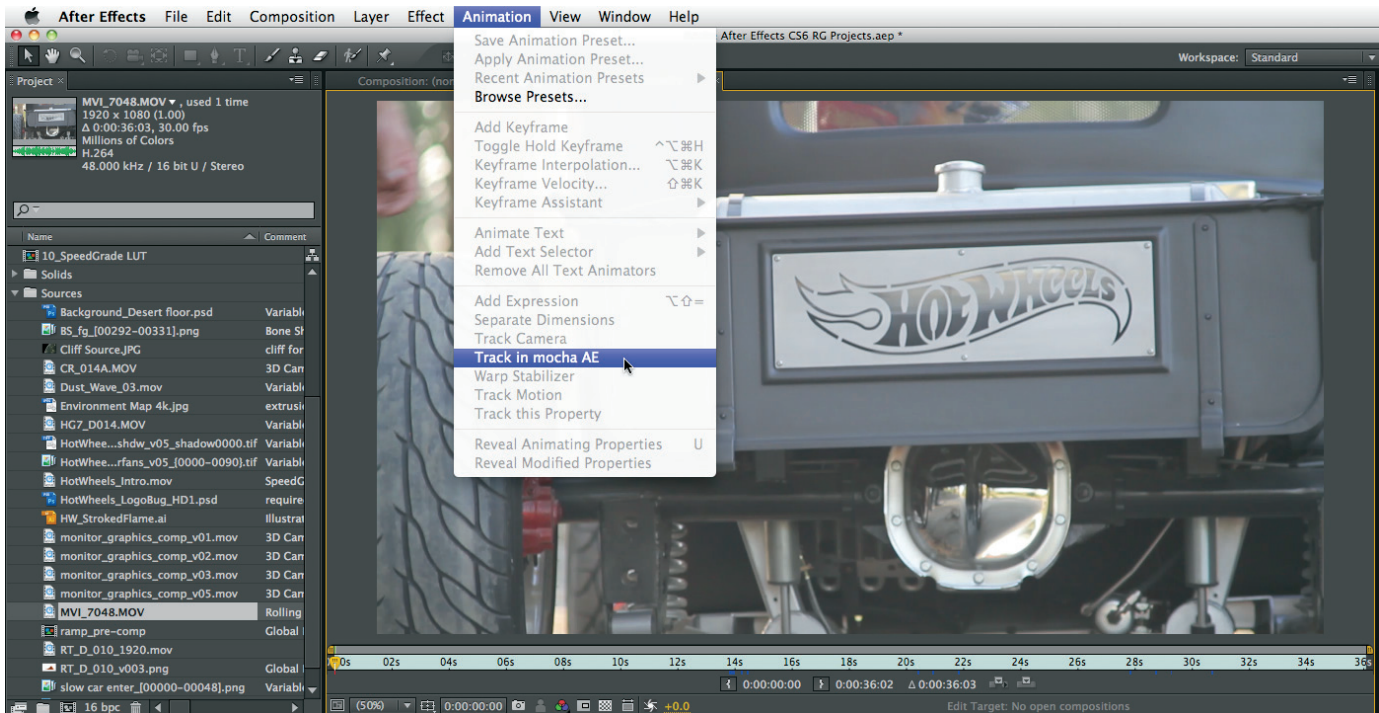 After Effects File Edit Composition Layer Effect Animation View Window Help
After Effects CS6 RG Projects.aep *
Workspace: Standard
Project ×
Composition: (non
MVI_7048.MOV ▼ , used 1 time
1920 x 1080 (1.00)
Δ 0:00:36:03, 30.00 fps
Millions of Colors
H.264
48.000 kHz / 16 bit U / Stereo
Name Comment
10_SpeedGrade LUT
Solids
Sources
Background_Desert floor.psd Variabl
BS_fg_[00292-00331].png Bone Sh
Cliff Source.JPG cliff for
CR_014A.MOV 3D Cam
Dust_Wave_03.mov Variabl
Environment Map 4k.jpg extrusi
HG7_D014.MOV Variabl
HotWhee...shdw_v05_shadow0000.tif Variabl
HotWhee...rfans_v05_[0000-0090].tif Variabl
HotWheels_Intro.mov SpeedG
HotWheels_LogoBug_HD1.psd require
HW_StrokedFlame.ai Illustrat
monitor_graphics_comp_v01.mov 3D Cam
monitor_graphics_comp_v02.mov 3D Cam
monitor_graphics_comp_v03.mov 3D Cam
monitor_graphics_comp_v05.mov 3D Cam
MVI_7048.MOV Rolling
ramp_pre-comp Global
RT_D_010_1920.mov
RT_D_010_v003.png Global
slow car enter_[00000-00048].png Variabl
16 bpc
Save Animation Preset...
Apply Animation Preset...
Recent Animation Presets
Browse Presets...
Add Keyframe
Toggle Hold Keyframe ^⌥⌘H
Keyframe Interpolation... ⌥⌘K
Keyframe Velocity... ⇧⌘K
Keyframe Assistant
Animate Text
Add Text Selector
Remove All Text Animators
Add Expression ⌥⇧=
Separate Dimensions
Track Camera
Track in mocha AE
Warp Stabilizer
Track Motion
Track this Property
Reveal Animating Properties U
Reveal Modified Properties
HOT WHEELS
0s 02s 04s 06s 08s 10s 12s 14s 16s 18s 20s 22s 24s 26s 28s 30s 32s 34s 36s
0:00:00:00 0:00:36:02 Δ 0:00:36:03
(50%) 0:00:00:00 +0.0 Edit Target: No open compositions